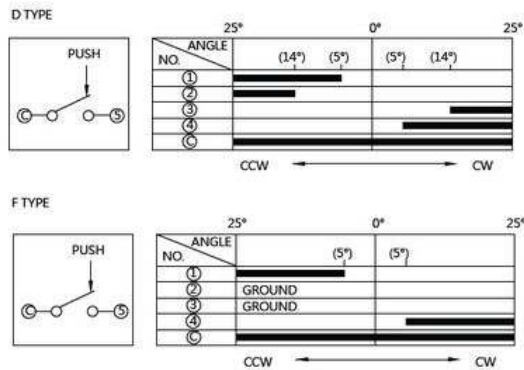 D TYPE
25° 0° 25°
PUSH
ANGLE
NO.
(14°) (5°) (5°) (14°)
①
②
③
④
Ⓒ
Ⓒ ⑤
CCW CW
F TYPE
25° 0° 25°
PUSH
ANGLE
NO.
(5°) (5°)
①
② GROUND
③ GROUND
④
Ⓒ
Ⓒ ⑤
CCW CW